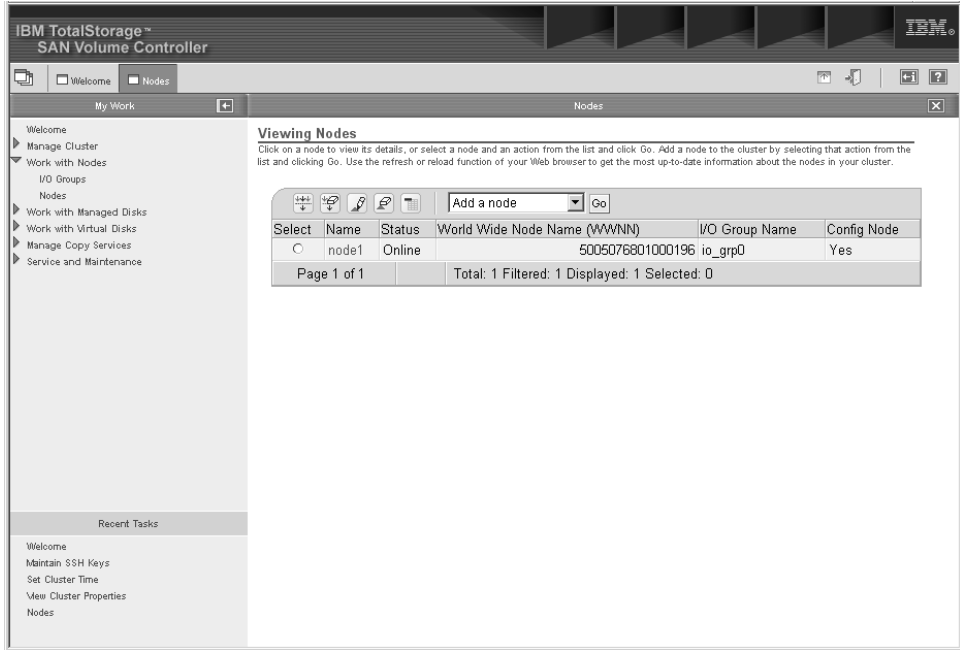 IBM TotalStorage™
SAN Volume Controller
IBM®
Welcome
Nodes
?
My Work
Nodes
Welcome
Manage Cluster
Work with Nodes
I/O Groups
Nodes
Work with Managed Disks
Work with Virtual Disks
Manage Copy Services
Service and Maintenance
Viewing Nodes
Click on a node to view its details, or select a node and an action from the list and click Go. Add a node to the cluster by selecting that action from the
list and clicking Go. Use the refresh or reload function of your Web browser to get the most up-to-date information about the nodes in your cluster.
Add a node Go
Select Name Status World Wide Node Name (WWNN) I/O Group Name Config Node
node1 Online 5005076801000196 io_grp0 Yes
Page 1 of 1 Total: 1 Filtered: 1 Displayed: 1 Selected: 0
Recent Tasks
Welcome
Maintain SSH Keys
Set Cluster Time
View Cluster Properties
Nodes